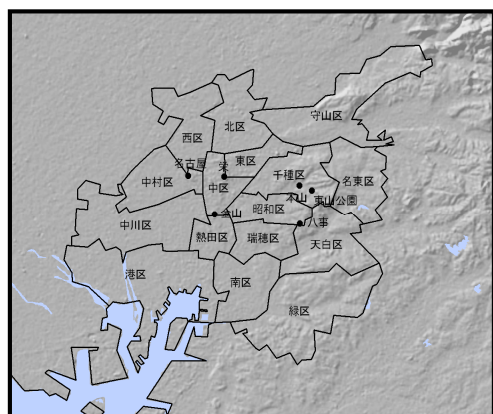 守山区
北区
西区
名古屋
栄
東区
千種区
名東区
中村区
中区
本山
東山公園
昭和区
金山
八事
中川区
熱田区
瑞穂区
天白区
港区
南区
緑区